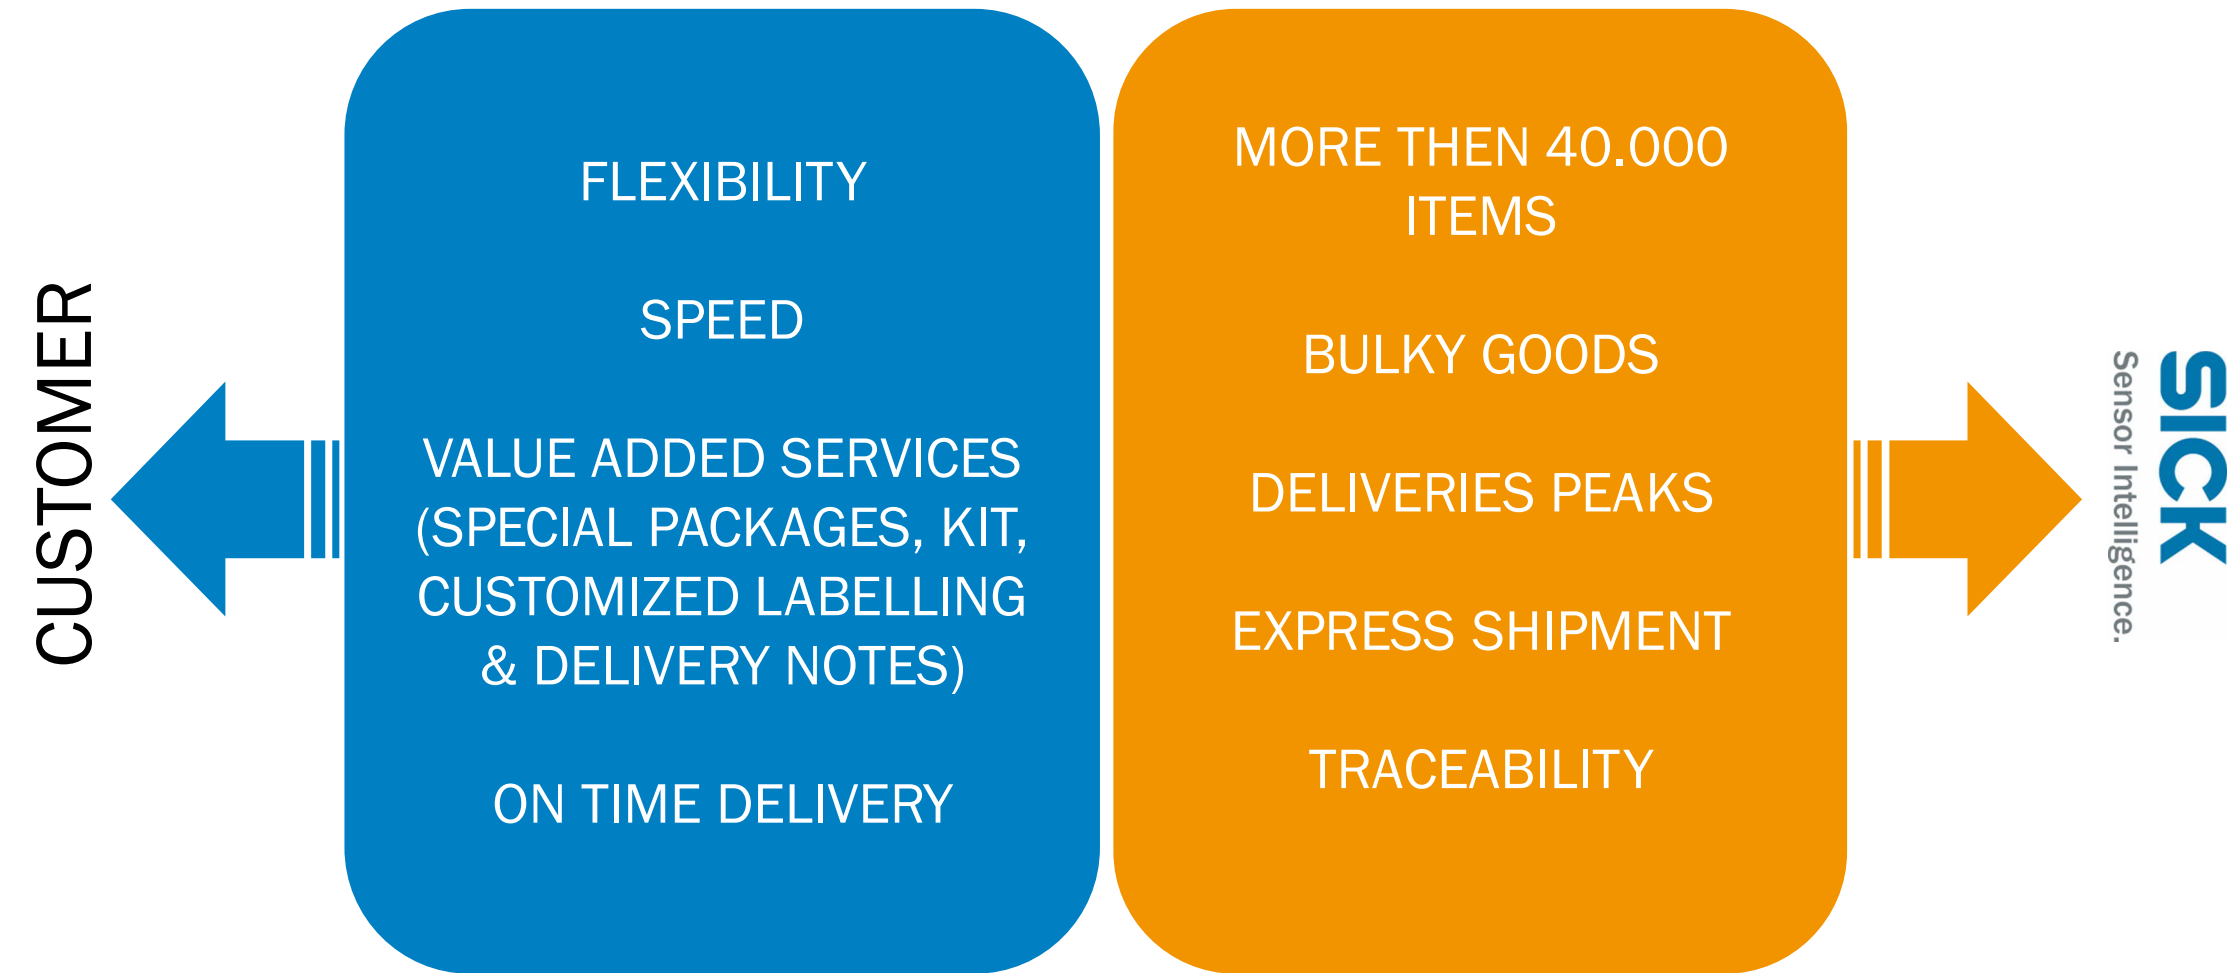 CUSTOMER
FLEXIBILITY
SPEED
VALUE ADDED SERVICES
(SPECIAL PACKAGES, KIT,
CUSTOMIZED LABELLING
& DELIVERY NOTES)
ON TIME DELIVERY
MORE THEN 40.000
ITEMS
BULKY GOODS
DELIVERIES PEAKS
EXPRESS SHIPMENT
TRACEABILITY
SICK
Sensor Intelligence.